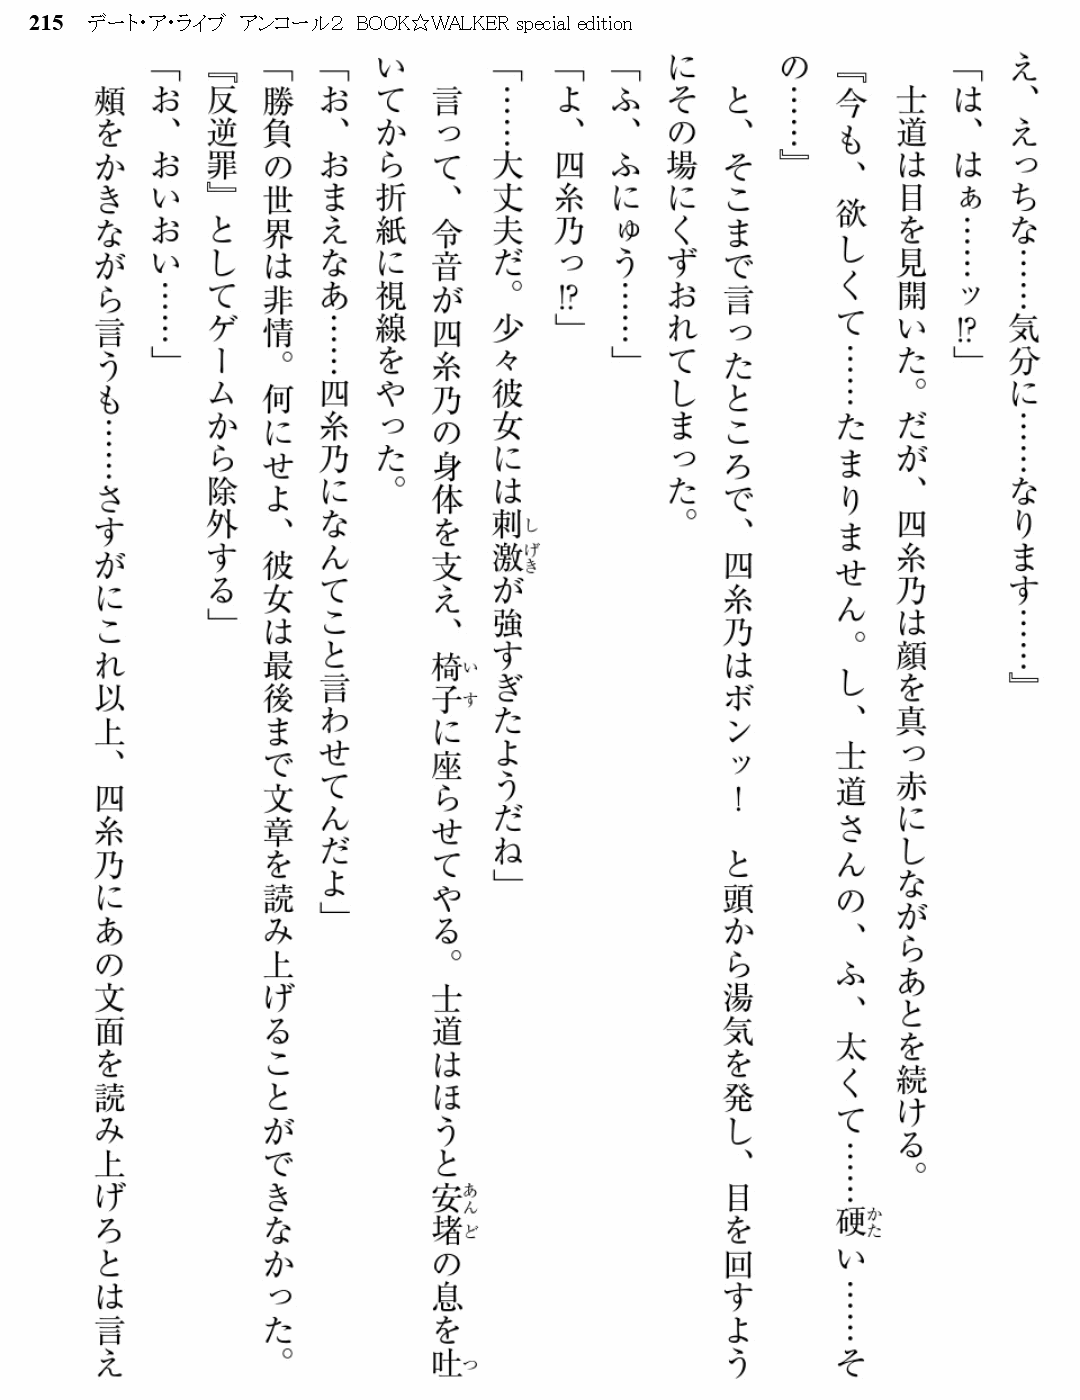 215 デート・ア・ライブ アンコール2 BOOK☆WALKER special edition
え、えっちな……気分に……なります……』
「は、はぁ……ッ!?」
　士道は目を見開いた。だが、四糸乃は顔を真っ赤にしながらあとを続ける。
『今も、欲しくて……たまりません。し、士道さんの、ふ、太くて……硬い……そ
の……』
　と、そこまで言ったところで、四糸乃はボンッ！　と頭から湯気を発し、目を回すよう
にその場にくずおれてしまった。
「ふ、ふにゅう……」
「よ、四糸乃っ!?」
「……大丈夫だ。少々彼女には刺激が強すぎたようだね」
　言って、令音が四糸乃の身体を支え、椅子に座らせてやる。士道はほうと安堵の息を吐
いてから折紙に視線をやった。
「お、おまえなあ……四糸乃になんてこと言わせてんだよ」
「勝負の世界は非情。何にせよ、彼女は最後まで文章を読み上げることができなかった。
『反逆罪』としてゲームから除外する」
「お、おいおい……」
　頰をかきながら言うも……さすがにこれ以上、四糸乃にあの文面を読み上げろとは言え